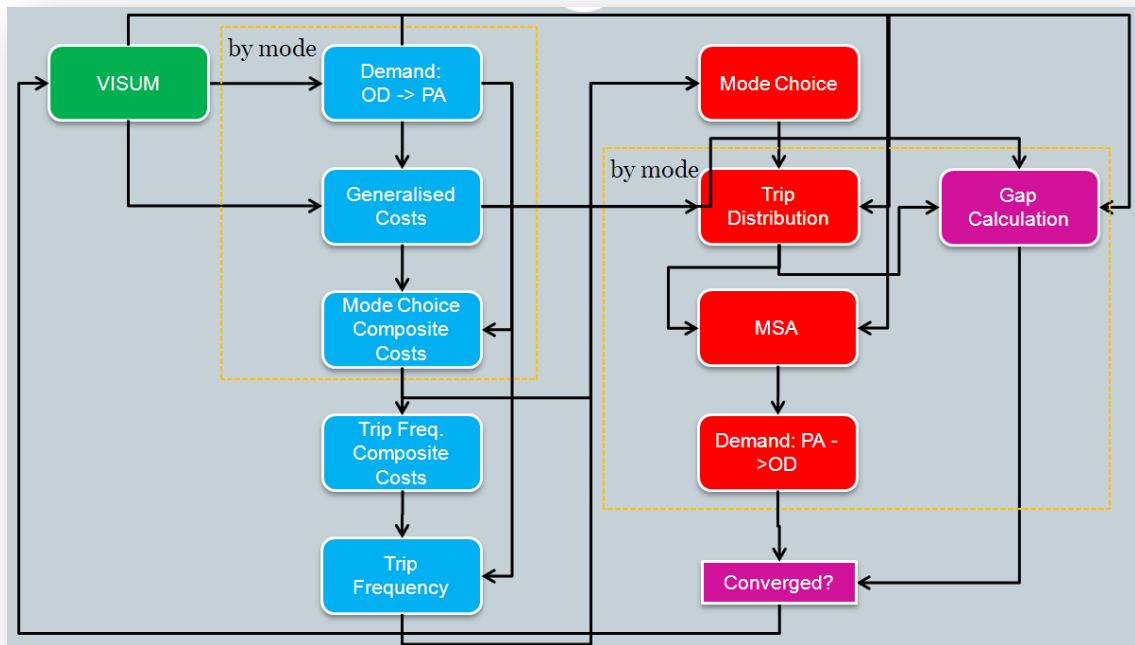 by mode
VISUM
Demand:
OD -> PA
Generalised
Costs
Mode Choice
Composite
Costs
Trip Freq.
Composite
Costs
Trip
Frequency
Mode Choice
by mode
Trip
Distribution
Gap
Calculation
MSA
Demand: PA -
>OD
Converged?